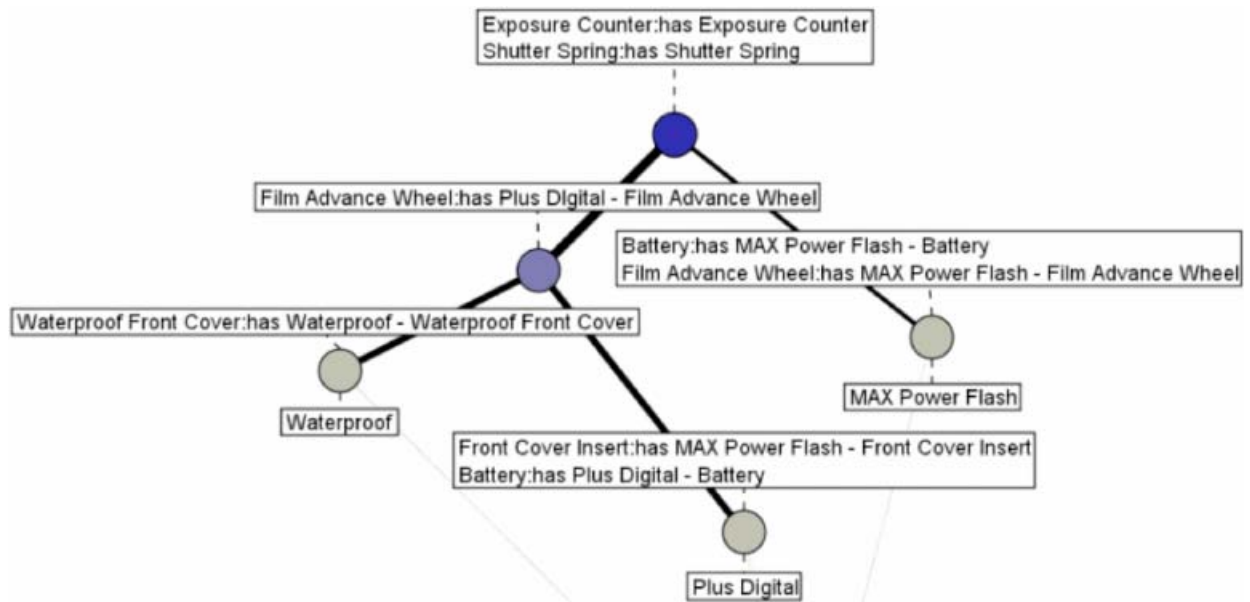 Exposure Counter:has Exposure Counter
Shutter Spring:has Shutter Spring
Film Advance Wheel:has Plus DIgital - Film Advance Wheel
Battery:has MAX Power Flash - Battery
Film Advance Wheel:has MAX Power Flash - Film Advance Wheel
Waterproof Front Cover:has Waterproof - Waterproof Front Cover
MAX Power Flash
Waterproof
Front Cover Insert:has MAX Power Flash - Front Cover Insert
Battery:has Plus Digital - Battery
Plus Digital